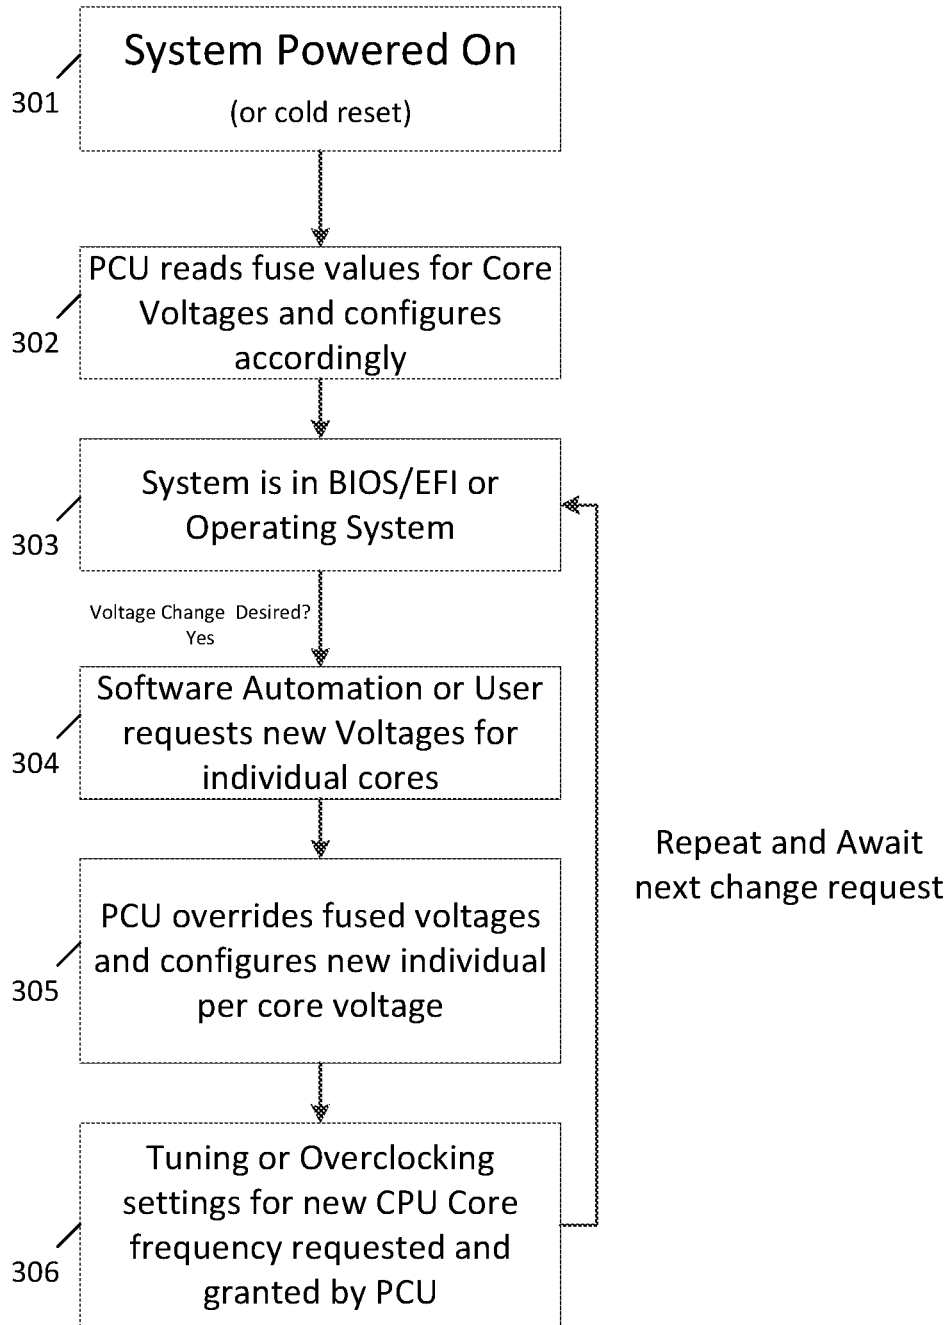 System Powered On
(or cold reset)
301
PCU reads fuse values for Core
Voltages and configures
accordingly
302
System is in BIOS/EFI or
Operating System
303
Voltage Change Desired?
Yes
Software Automation or User
requests new Voltages for
individual cores
304
Repeat and Await
next change request
PCU overrides fused voltages
and configures new individual
per core voltage
305
Tuning or Overclocking
settings for new CPU Core
frequency requested and
granted by PCU
306